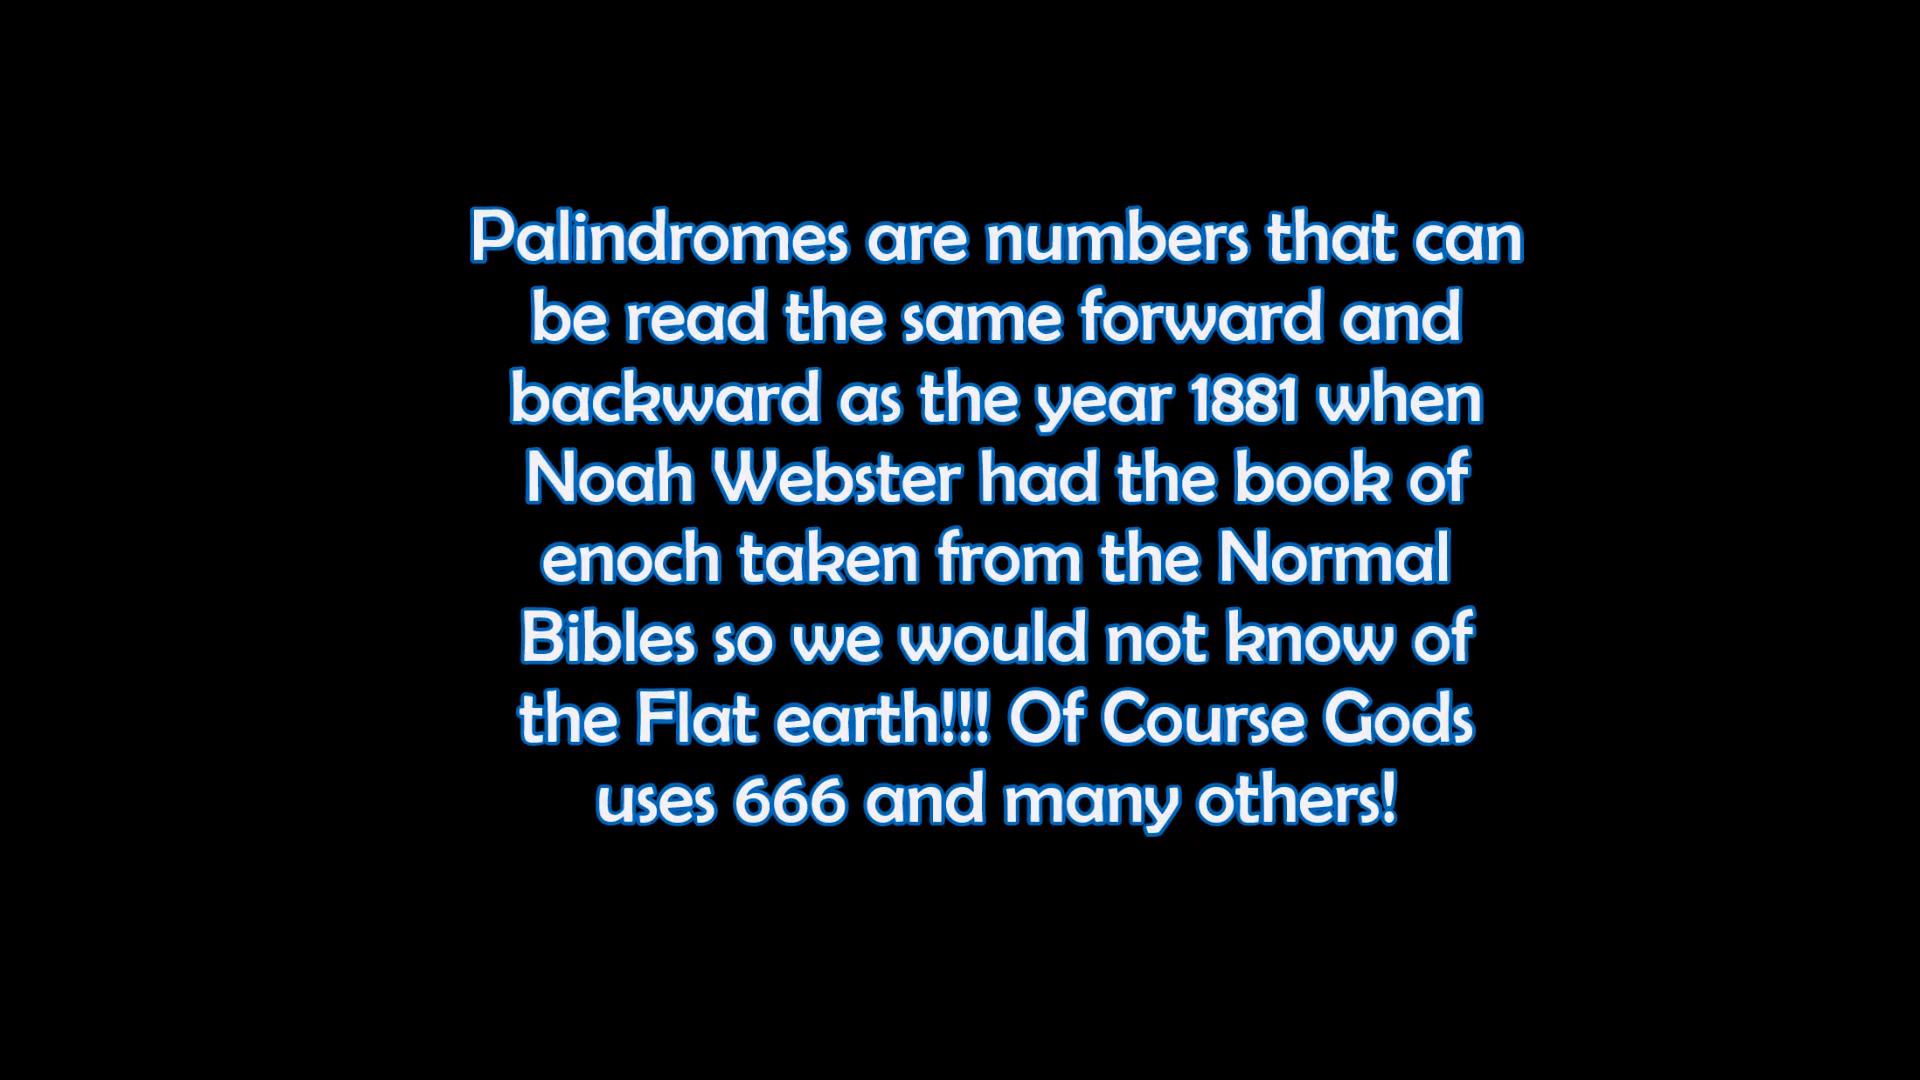 Palindromes are numbers that can
be read the same forward and
backward as the year 1881 when
Noah Webster had the book of
enoch taken from the Normal
Bibles so we would not know of
the Flat earth!!! Of Course Gods
uses 666 and many others!